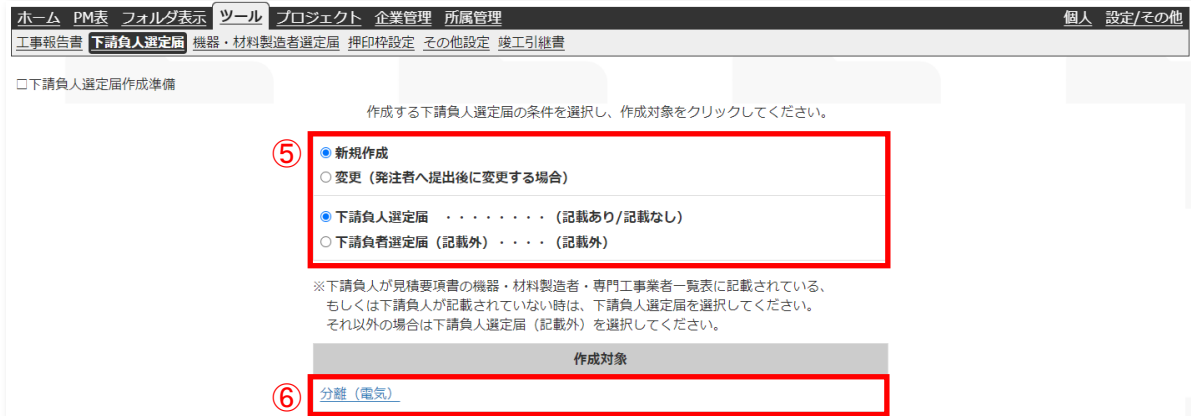 ホーム PM表 フォルダ表示 ツール プロジェクト 企業管理 所属管理 個人 設定/その他
工事報告書 下請負人選定届 機器・材料製造者選定届 押印枠設定 その他設定 竣工引継書
□下請負人選定届作成準備
作成する下請負人選定届の条件を選択し、作成対象をクリックしてください。
⑤
新規作成
変更（発注者へ提出後に変更する場合）
下請負人選定届 ・・・・・・・・（記載あり/記載なし）
下請負者選定届（記載外）・・・・（記載外）
※下請負人が見積要項書の機器・材料製造者・専門工事業者一覧表に記載されている、
もしくは下請負人が記載されていない時は、下請負人選定届を選択してください。
それ以外の場合は下請負人選定届（記載外）を選択してください。
作成対象
⑥ 分離（電気）